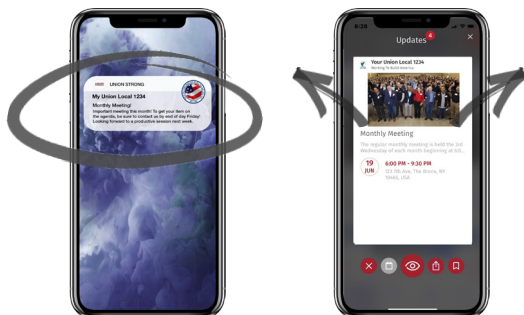 UNION STRONG
My Union Local 1234
Monthly Meeting!
Important meeting this month! To get your item on
the agenda, be sure to contact us by end of day Friday!
Looking forward to a productive session next week.
6:38
Updates 4
Your Union Local 1234
Working To Build America
Monthly Meeting
The regular monthly meeting is held the 3rd
Wednesday of each month beginning at
19
JUN
6:00 PM - 9:30 PM
Ave, The Bronx, NY
USA